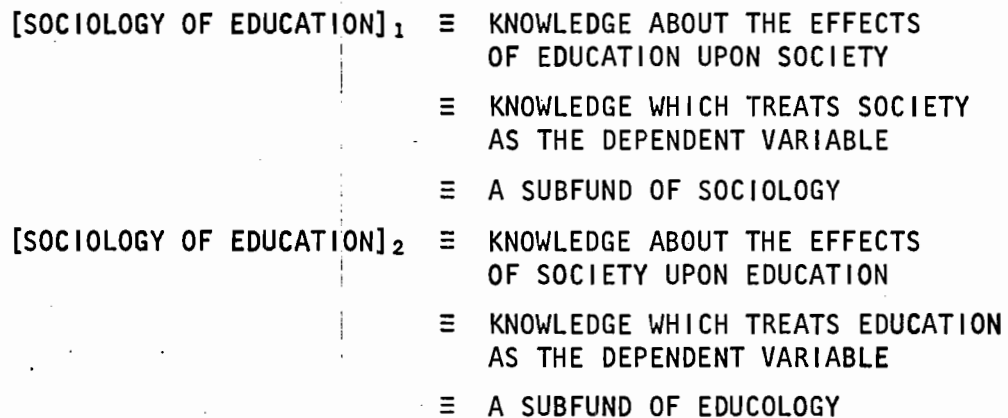 [SOCIOLOGY OF EDUCATION]₁ ≡ KNOWLEDGE ABOUT THE EFFECTS
OF EDUCATION UPON SOCIETY
≡ KNOWLEDGE WHICH TREATS SOCIETY
AS THE DEPENDENT VARIABLE
≡ A SUBFUND OF SOCIOLOGY
[SOCIOLOGY OF EDUCATION]₂ ≡ KNOWLEDGE ABOUT THE EFFECTS
OF SOCIETY UPON EDUCATION
≡ KNOWLEDGE WHICH TREATS EDUCATION
AS THE DEPENDENT VARIABLE
≡ A SUBFUND OF EDUCOLOGY